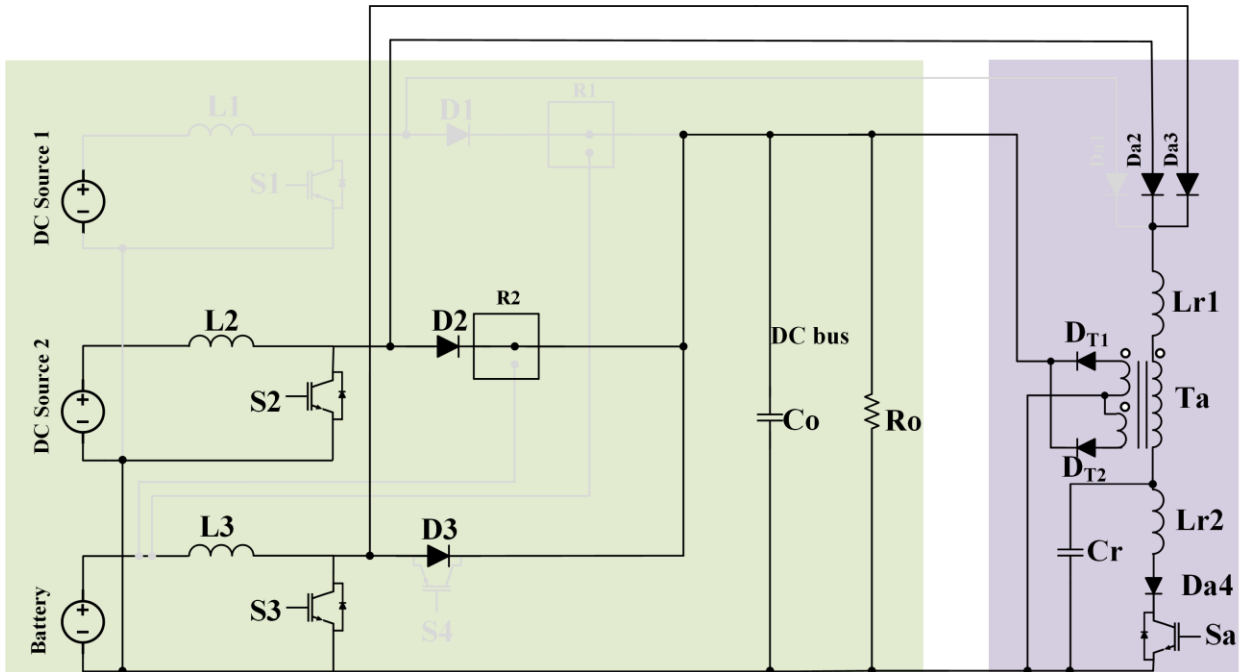 L1
D1
R1
DC Source 1
S1
Da1
Da2
Da3
Lr1
L2
D2
R2
DC bus
DC Source 2
S2
Co
Ro
DT1
Ta
DT2
L3
D3
Lr2
Cr
Battery
S3
S4
Da4
Sa